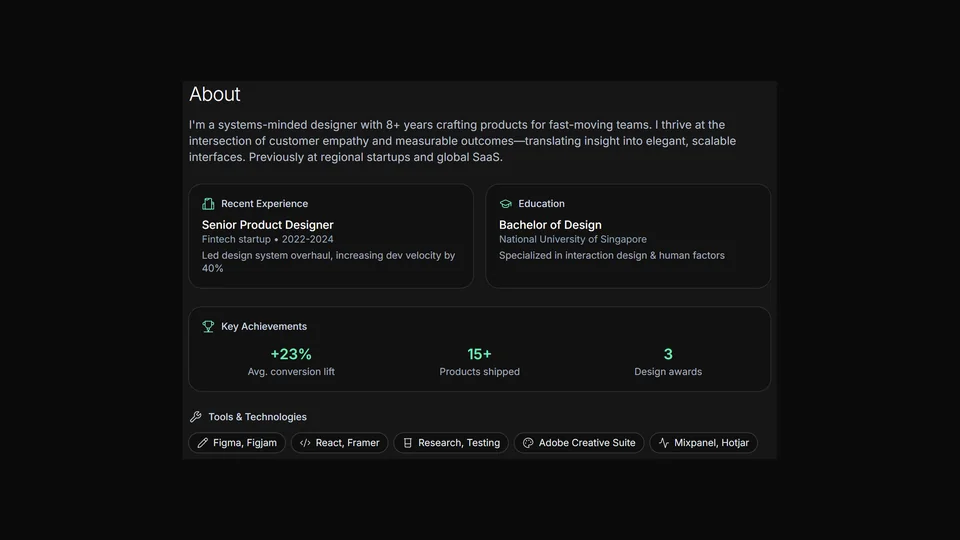 About
I'm a systems-minded designer with 8+ years crafting products for fast-moving teams. I thrive at the
intersection of customer empathy and measurable outcomes—translating insight into elegant, scalable
interfaces. Previously at regional startups and global SaaS.
Recent Experience
Senior Product Designer
Fintech startup • 2022-2024
Led design system overhaul, increasing dev velocity by
40%
Education
Bachelor of Design
National University of Singapore
Specialized in interaction design & human factors
Key Achievements
+23%
Avg. conversion lift
15+
Products shipped
3
Design awards
Tools & Technologies
Figma, Figjam
React, Framer
Research, Testing
Adobe Creative Suite
Mixpanel, Hotjar